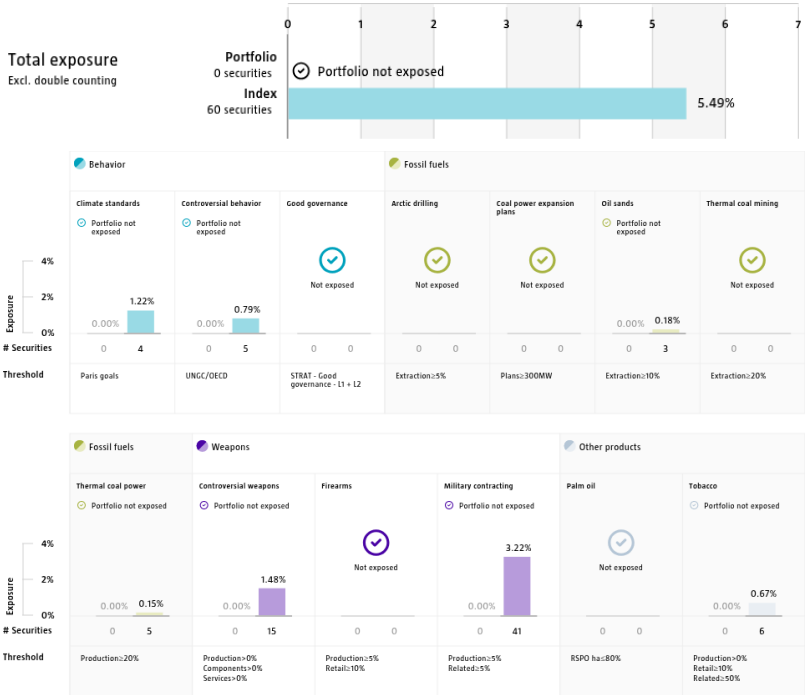 0 1 2 3 4 5 6 7
Total exposure
Excl. double counting
Portfolio
0 securities
Portfolio not exposed
Index
60 securities
5.49%
Behavior
Fossil fuels
Climate standards
Controversial behavior
Good governance
Arctic drilling
Coal power expansion
plans
Oil sands
Thermal coal mining
Portfolio not
exposed
Portfolio not
exposed
Not exposed
Not exposed
Not exposed
Portfolio not
exposed
Not exposed
Exposure
4%
2%
0%
0.00% 1.22%
0.00% 0.79%
0.00% 0.18%
# Securities 0 4 0 5 0 0 0 0 0 0 0 3 0 0
Threshold
Paris goals
UNGC/OECD
STRAT - Good
governance - L1 + L2
Extraction≥5%
Plans≥300MW
Extraction≥10%
Extraction≥20%
Fossil fuels
Weapons
Other products
Thermal coal power
Controversial weapons
Firearms
Military contracting
Palm oil
Tobacco
Portfolio not exposed
Portfolio not exposed
Not exposed
Portfolio not exposed
Not exposed
Portfolio not exposed
Exposure
4%
2%
0%
0.00% 0.15%
0.00% 1.48%
0.00% 3.22%
0.00% 0.67%
# Securities 0 5 0 15 0 0 0 41 0 0 0 6
Threshold
Production≥20%
Production>0%
Components>0%
Services>0%
Production≥5%
Retail≥10%
Production≥5%
Related≥5%
RSPO ha≤80%
Production>0%
Retail≥10%
Related≥50%